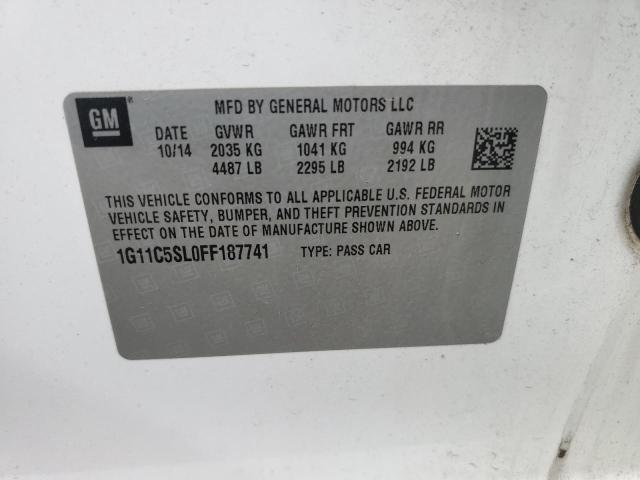 GM®
MFD BY GENERAL MOTORS LLC
DATE GVWR GAWR FRT GAWR RR
10/14 2035 KG 1041 KG 994 KG
4487 LB 2295 LB 2192 LB
THIS VEHICLE CONFORMS TO ALL APPLICABLE U.S. FEDERAL MOTOR
VEHICLE SAFETY, BUMPER, AND THEFT PREVENTION STANDARDS IN
EFFECT ON THE DATE OF MANUFACTURE SHOWN ABOVE.
1G11C5SL0FF187741 TYPE: PASS CAR